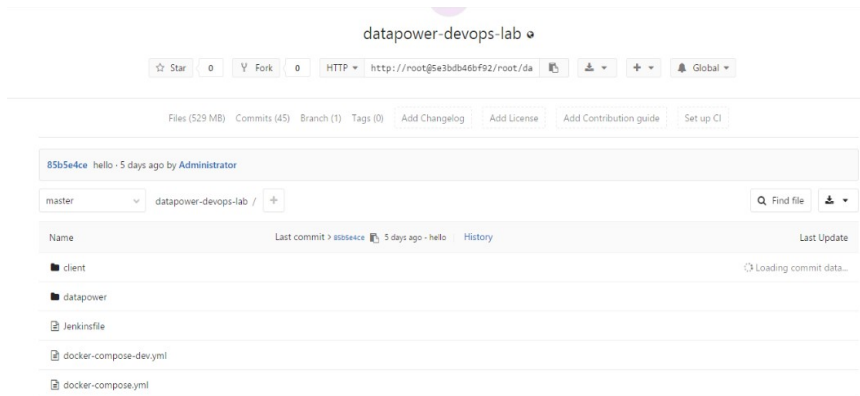 datapower-devops-lab
Star 0 Fork 0 HTTP http://root@5e3bdb46bf92/root/da Global
Files (529 MB) Commits (45) Branch (1) Tags (0) Add Changelog Add License Add Contribution guide Set up CI
85b5e4ce hello · 5 days ago by Administrator
master datapower-devops-lab / + Find file
Name Last commit > 85b5e4ce 5 days ago - hello History Last Update
client Loading commit data...
datapower
Jenkinsfile
docker-compose-dev.yml
docker-compose.yml